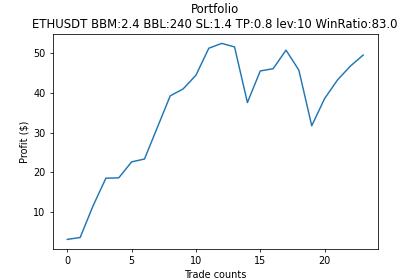 Portfolio
ETHUSDT BBM:2.4 BBL:240 SL:1.4 TP:0.8 lev:10 WinRatio:83.0
50
40
30
20
10
Profit ($)
0 5 10 15 20
Trade counts